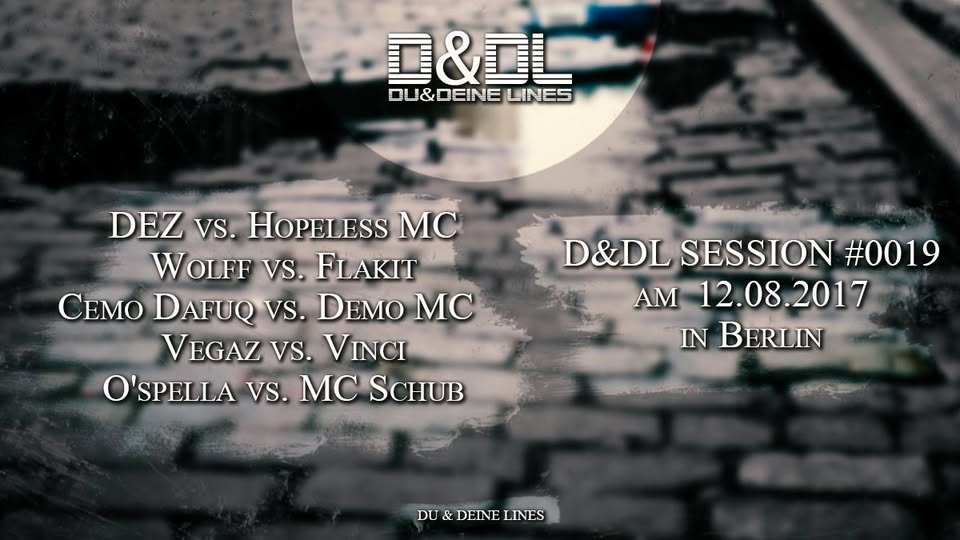 D&DL
DU&DEINE LINES
DEZ vs. Hopeless MC
Wolff vs. Flakit
Cemo Dafuq vs. Demo MC
Vegaz vs. Vinci
O'spella vs. MC Schub
D&DL SESSION #0019
am 12.08.2017
in Berlin
DU & DEINE LINES